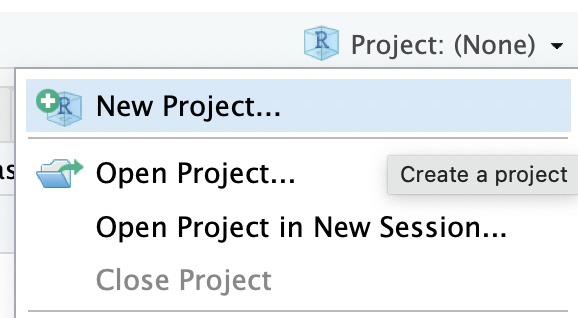 Project: (None)
New Project...
Open Project...
Create a project
Open Project in New Session...
Close Project